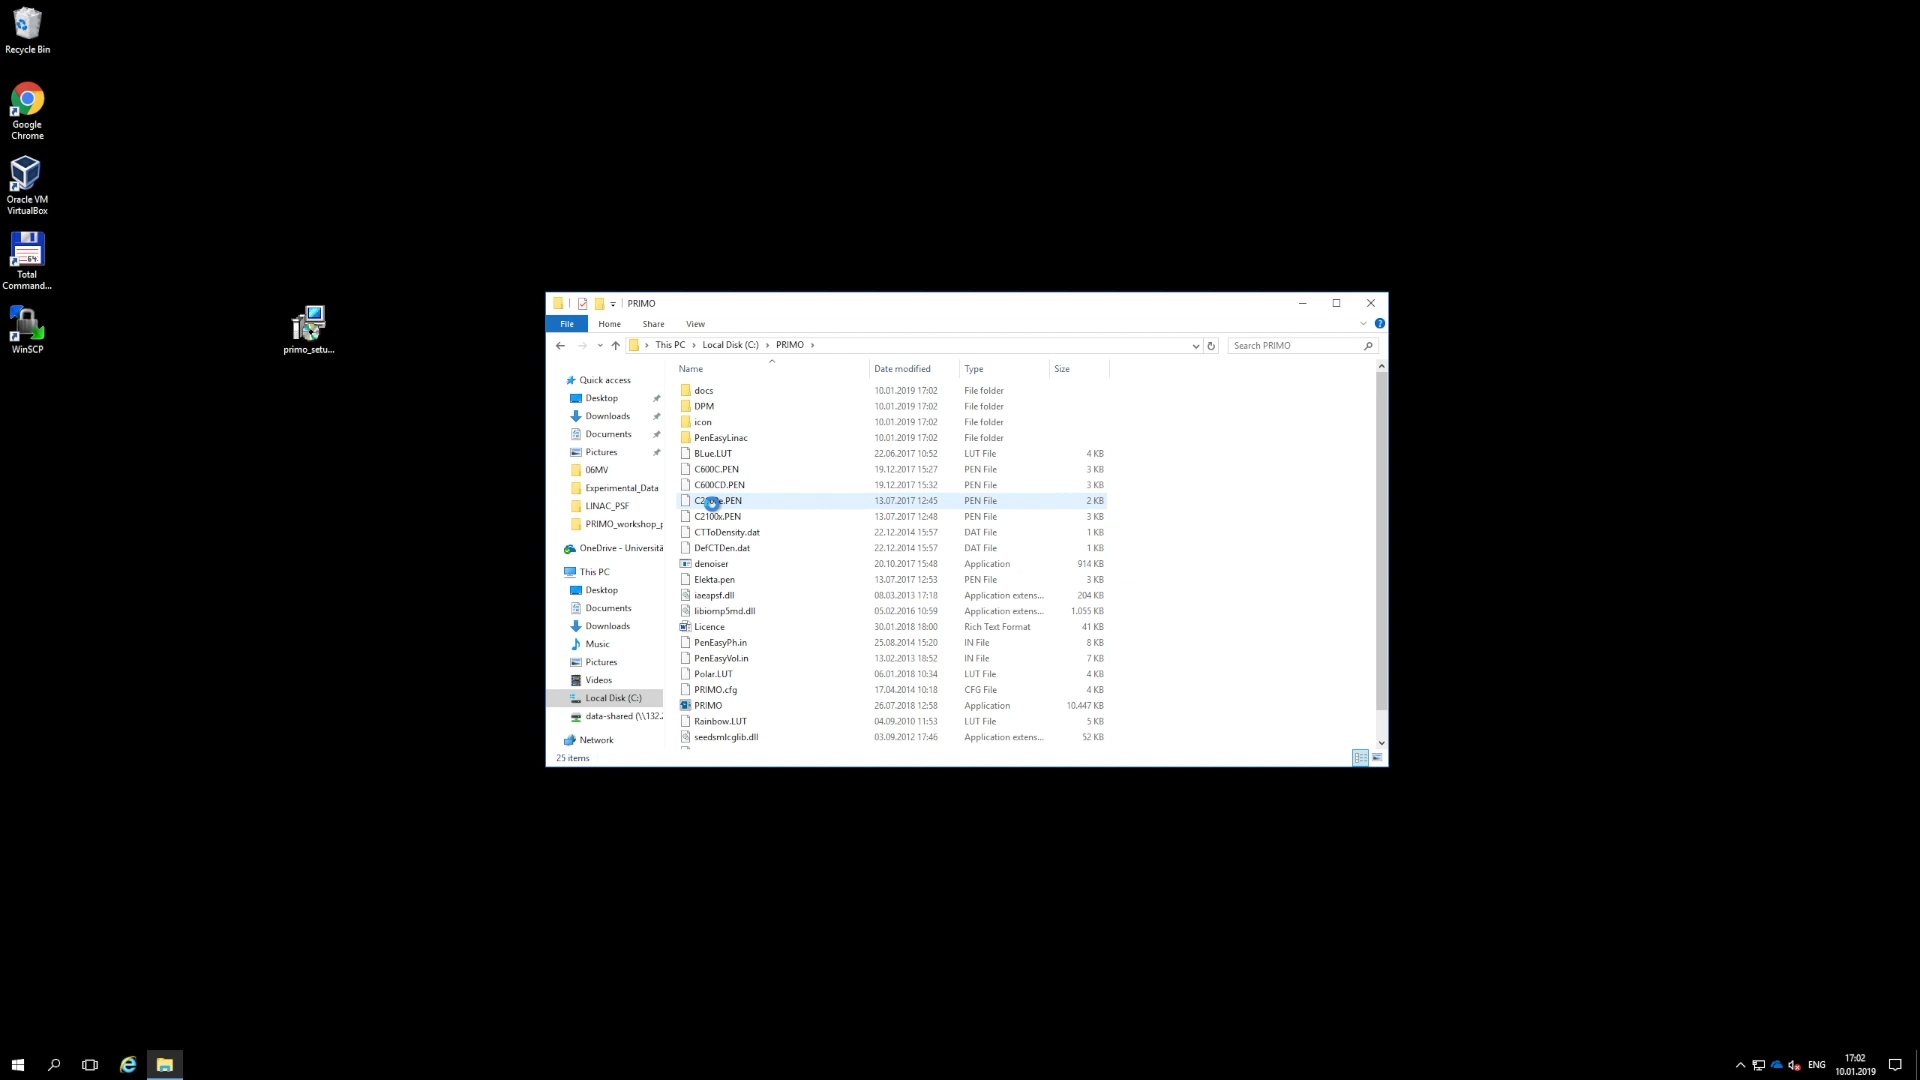 Recycle Bin
Google
Chrome
Oracle VM
VirtualBox
Total
Command...
WinSCP
primo_setu...
PRIMO
File Home Share View
This PC Local Disk (C:) PRIMO
Search PRIMO
Name Date modified Type Size
Quick access
Desktop
Downloads
Documents
Pictures
06MV
Experimental_Data
LINAC_PSF
PRIMO_workshop_p
OneDrive - Universitä
This PC
Desktop
Documents
Downloads
Music
Pictures
Videos
Local Disk (C:)
data-shared (\\132.2
Network
docs 10.01.2019 17:02 File folder
DPM 10.01.2019 17:02 File folder
icon 10.01.2019 17:02 File folder
PenEasyLinac 10.01.2019 17:02 File folder
BLue.LUT 22.06.2017 10:52 LUT File 4 KB
C600C.PEN 19.12.2017 15:27 PEN File 3 KB
C600CD.PEN 19.12.2017 15:32 PEN File 3 KB
13.07.2017 12:45 PEN File 2 KB
C2100x.PEN 13.07.2017 12:48 PEN File 3 KB
CTToDensity.dat 22.12.2014 15:57 DAT File 1 KB
DefCTDen.dat 22.12.2014 15:57 DAT File 1 KB
denoiser 20.10.2017 15:48 Application 914 KB
Elekta.pen 13.07.2017 12:53 PEN File 3 KB
iaeapsf.dll 08.03.2013 17:18 Application extens... 204 KB
libiomp5md.dll 05.02.2016 10:59 Application extens... 1.055 KB
Licence 30.01.2018 18:00 Rich Text Format 41 KB
PenEasyPh.in 25.08.2014 15:20 IN File 8 KB
PenEasyVol.in 13.02.2013 18:52 IN File 7 KB
Polar.LUT 06.01.2018 10:34 LUT File 4 KB
PRIMO.cfg 17.04.2014 10:18 CFG File 4 KB
PRIMO 26.07.2018 12:58 Application 10.447 KB
Rainbow.LUT 04.09.2010 11:53 LUT File 5 KB
seedsmlcglib.dll 03.09.2012 17:46 Application extens... 52 KB
25 items
ENG
17:02
10.01.2019